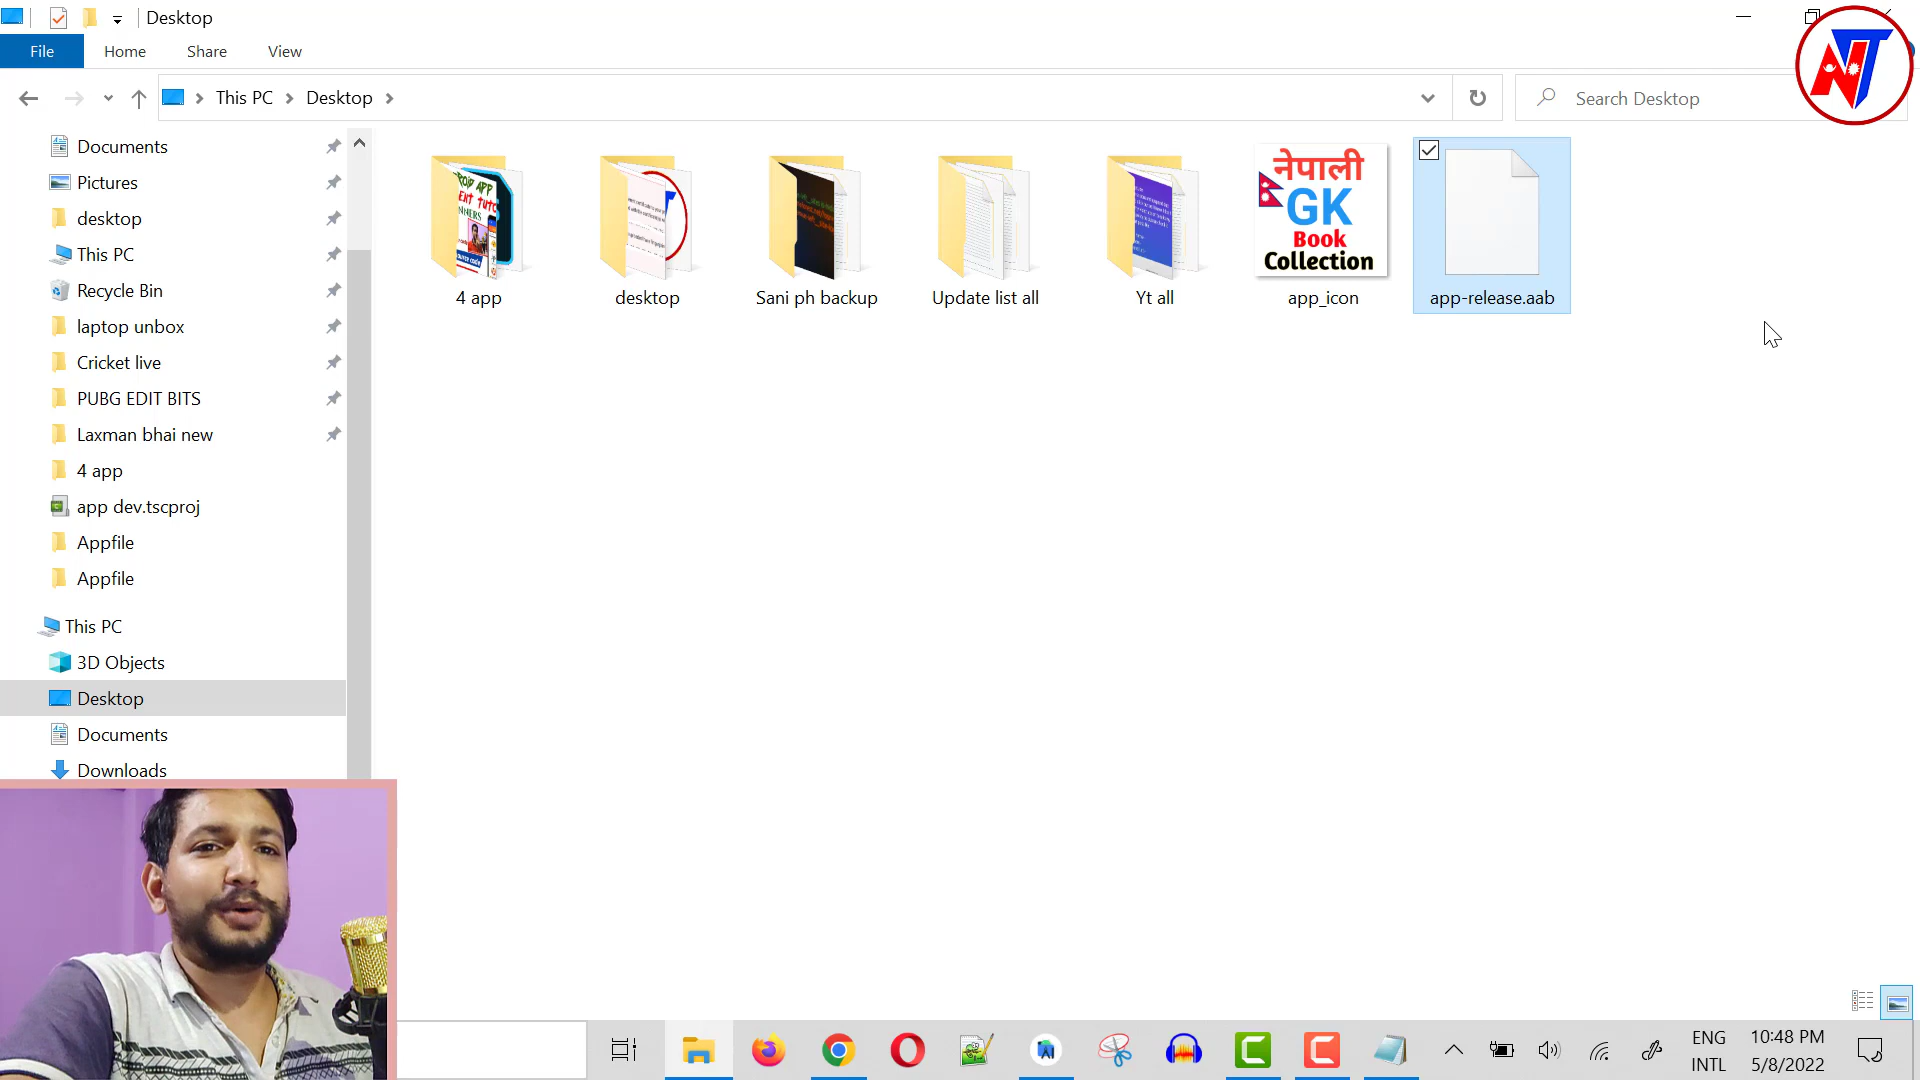 Desktop
File Home Share View
This PC Desktop
Search Desktop
Documents
Pictures
desktop
This PC
Recycle Bin
laptop unbox
Cricket live
PUBG EDIT BITS
Laxman bhai new
4 app
app dev.tscproj
Appfile
Appfile
This PC
3D Objects
Desktop
Documents
Downloads
नेपाली
GK
Book
Collection
4 app
desktop
Sani ph backup
Update list all
Yt all
app_icon
app-release.aab
NT
ENG
INTL
10:48 PM
5/8/2022